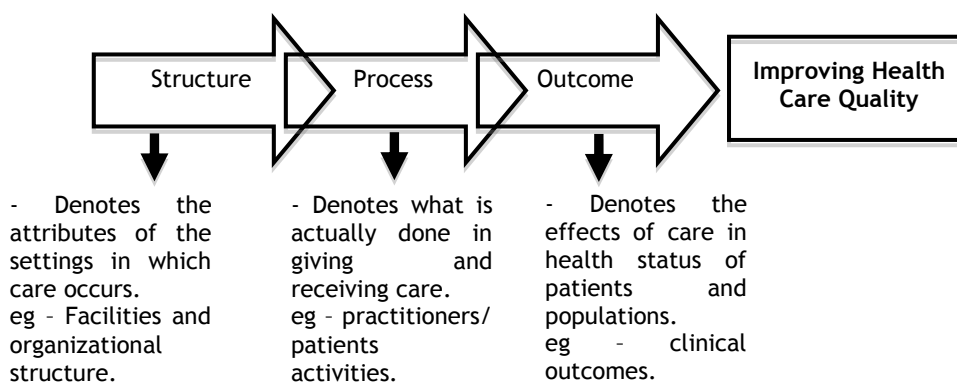 Structure
Process
Outcome
Improving Health
Care Quality
- Denotes the
attributes of the
settings in which
care occurs.
eg – Facilities and
organizational
structure.
- Denotes what is
actually done in
giving and
receiving care.
eg – practitioners/
patients
activities.
- Denotes the
effects of care in
health status of
patients and
populations.
eg – clinical
outcomes.